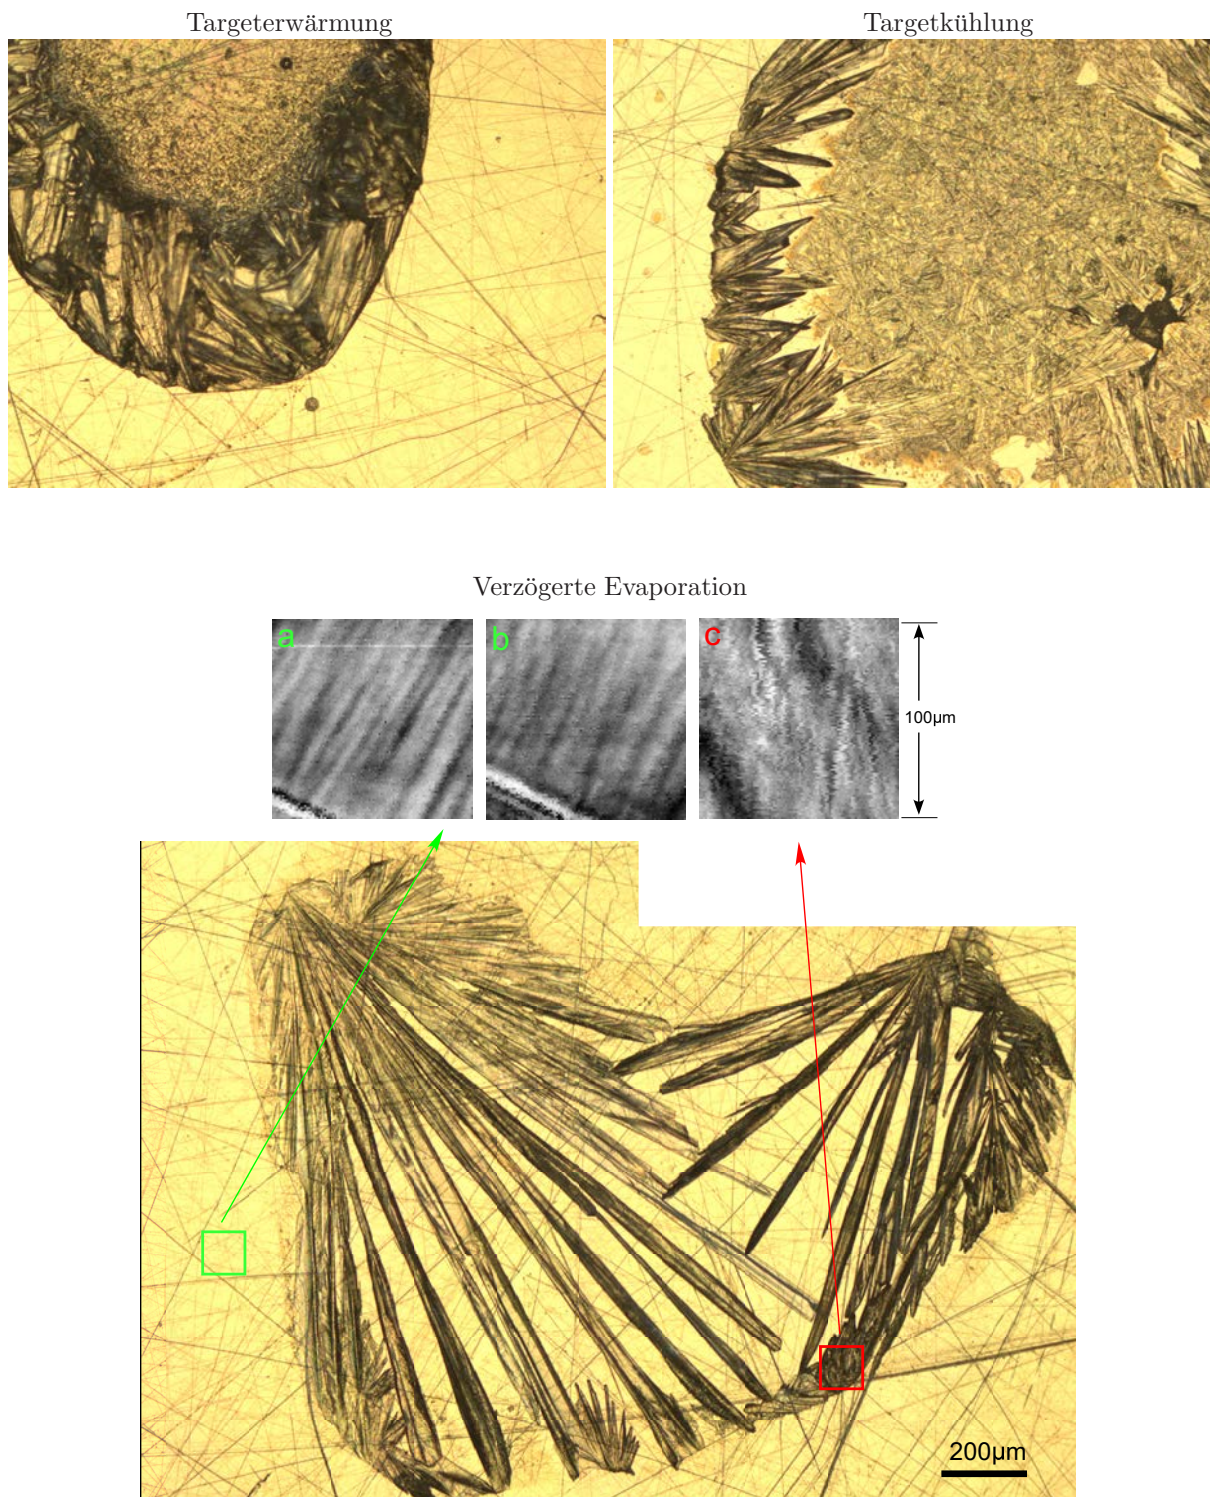 Targeterwärmung
Targetkühlung
Verzögerte Evaporation
a
b
c
100µm
200µm